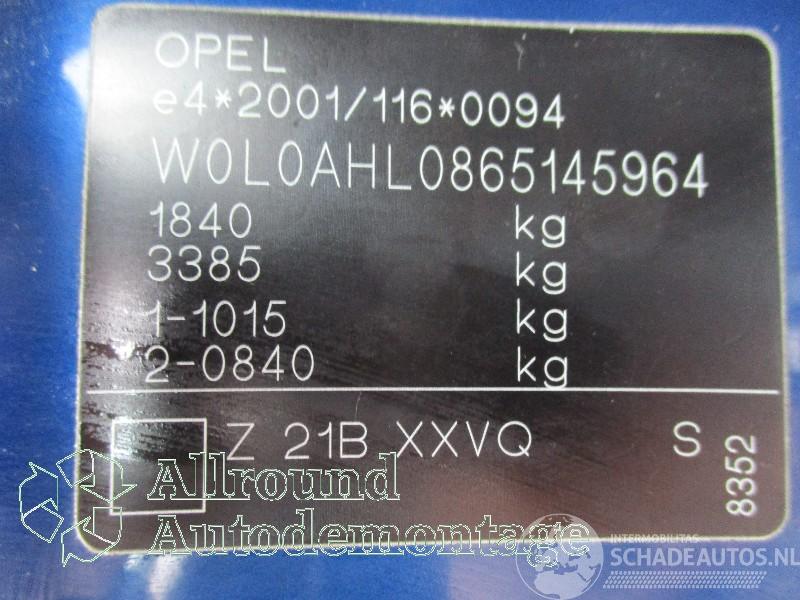 OPEL
e4*2001/116*0094
W0L0AHL0865145964
1840 kg
3385 kg
1-1015 kg
2-0840 kg
Z 21B XXVQ S
8352
Allround
Autodemontage
INTERMOBILITAS
SCHADEAUTOS.NL